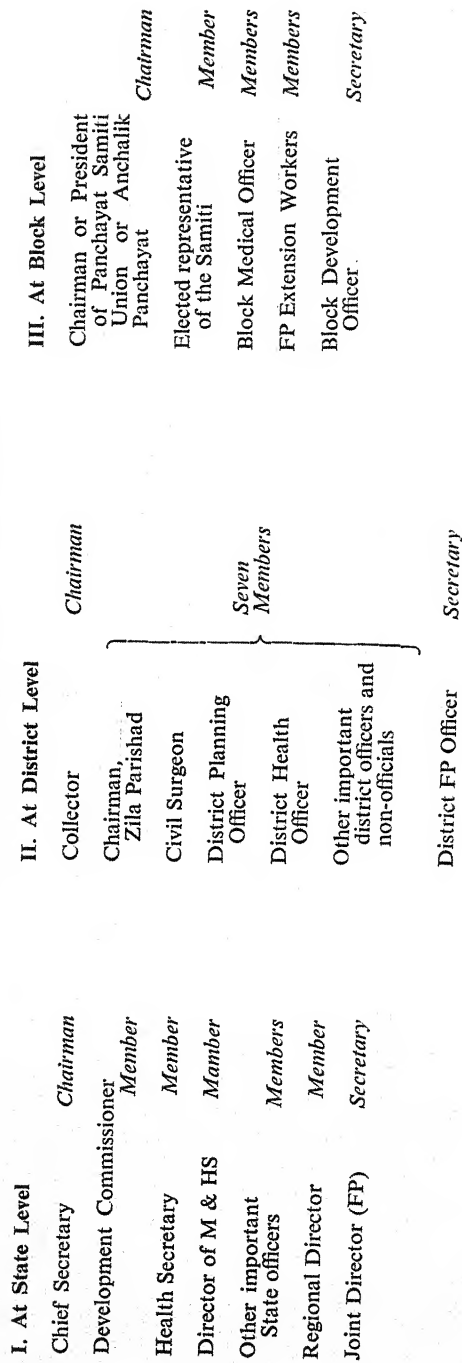 I. At State Level
Chief Secretary Chairman
Development Commissioner
Member
Health Secretary Member
Director of M & HS Mamber
Other important
State officers Members
Regional Director Member
Joint Director (FP) Secretary
II. At District Level
Collector Chairman
Chairman,
Zila Parishad
Civil Surgeon
District Planning
Officer
District Health
Officer
Other important
district officers and
non-officials
Seven
Members
District FP Officer Secretary
III. At Block Level
Chairman or President
of Panchayat Samiti
Union or Anchalik
Panchayat Chairman
Elected representative
of the Samiti Member
Block Medical Officer Members
FP Extension Workers Members
Block Development
Officer. Secretary